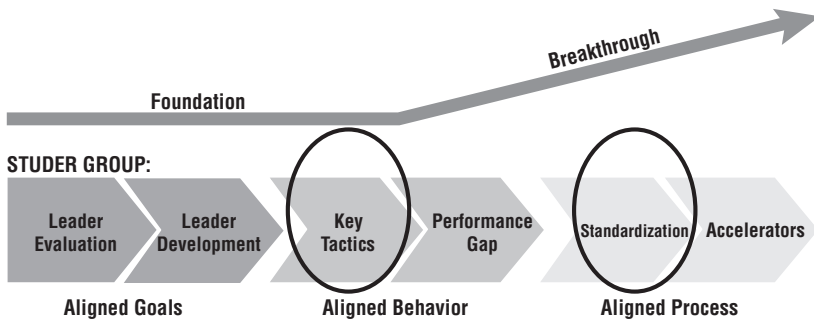 Breakthrough
Foundation
STUDER GROUP:
Leader
Evaluation
Leader
Development
Key
Tactics
Performance
Gap
Standardization
Accelerators
Aligned Goals
Aligned Behavior
Aligned Process